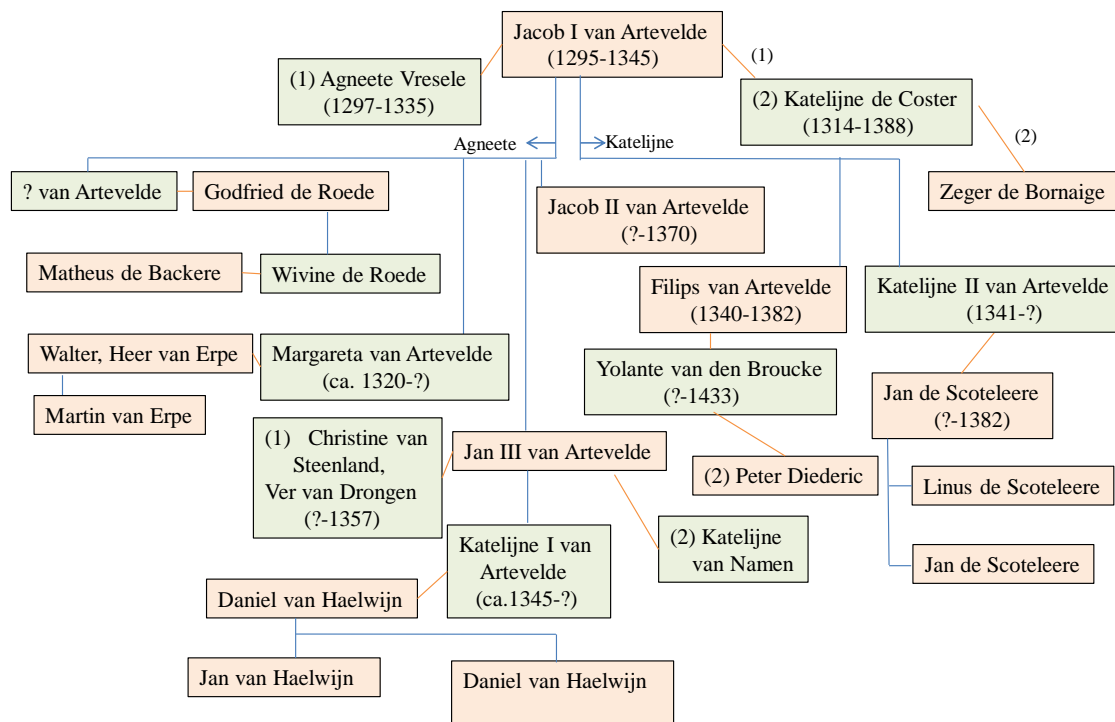 Jacob I van Artevelde
(1295-1345)
(1)
(1) Agneete Vresele
(1297-1335)
(2) Katelijne de Coster
(1314-1388)
(2)
Agneete
Katelijne
? van Artevelde
Godfried de Roede
Zeger de Bornaige
Jacob II van Artevelde
(?-1370)
Matheus de Backere
Wivine de Roede
Filips van Artevelde
(1340-1382)
Katelijne II van Artevelde
(1341-?)
Walter, Heer van Erpe
Margareta van Artevelde
(ca. 1320-?)
Yolante van den Broucke
(?-1433)
Jan de Scoteleere
(?-1382)
Martin van Erpe
(1) Christine van
Steenland,
Ver van Drongen
(?-1357)
Jan III van Artevelde
(2) Peter Diederic
Linus de Scoteleere
Katelijne I van
Artevelde
(ca.1345-?)
(2) Katelijne
van Namen
Jan de Scoteleere
Daniel van Haelwijn
Jan van Haelwijn
Daniel van Haelwijn